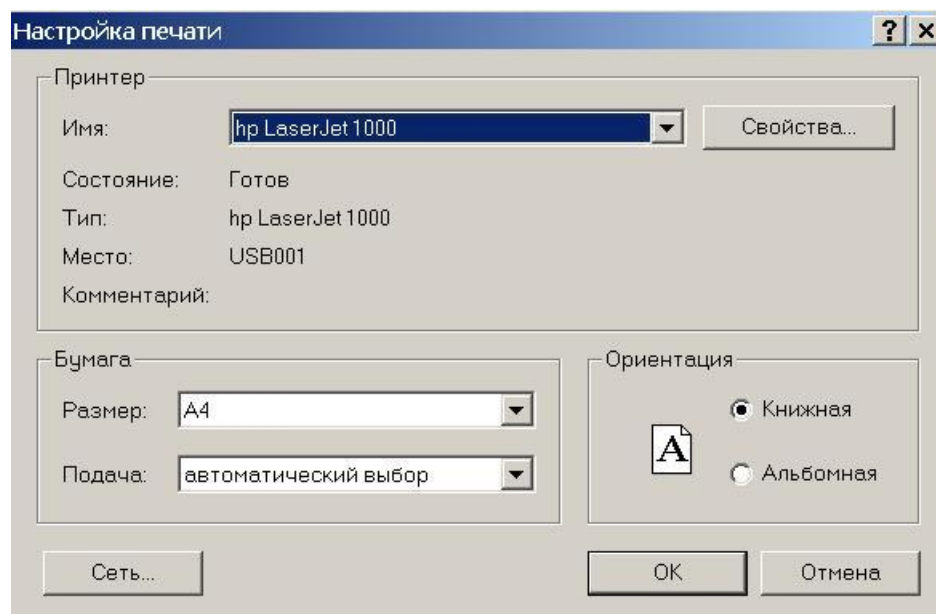 Настройка печати
Принтер
Имя: hp LaserJet 1000 Свойства...
Состояние: Готов
Тип: hp LaserJet 1000
Место: USB001
Комментарий:
Бумага
Размер: A4
Подача: автоматический выбор
Ориентация
A
Книжная
Альбомная
Сеть... OK Отмена